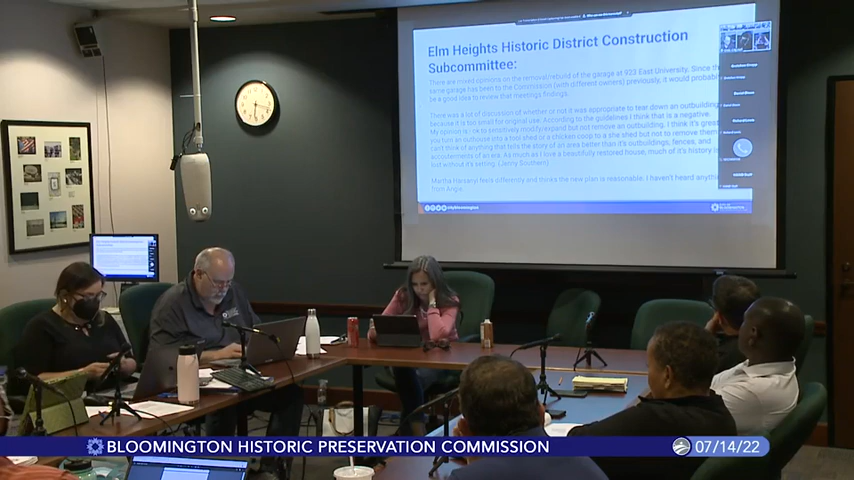 Elm Heights Historic District Construction
Subcommittee:
There are mixed opinions on the removal/rebuild of the garage at 923 East University. Since the
same garage has been to the Commission (with different owners) previously, it would probably
be a good idea to review that meetings findings.
There was a lot of discussion of whether or not it was appropriate to tear down an outbuilding
because it is too small for original use. According to the guidelines I think that is a negative.
My opinion is - ok to sensitively modify/expand but not remove an outbuilding. I think it's great
you turn an outhouse into a tool shed or a chicken coop to a she shed but not to remove them. I
can't think of anything that tells the story of an area better than it's outbuildings, fences, and
accouterments of an era. As much as I love a beautifully restored house, much of it's history is
lost without it's setting. (Jenny Southern)
Martha Harsanyi feels differently and thinks the new plan is reasonable. I haven't heard anything
from Angie.
BLOOMINGTON
BLOOMINGTON HISTORIC PRESERVATION COMMISSION
07/14/22